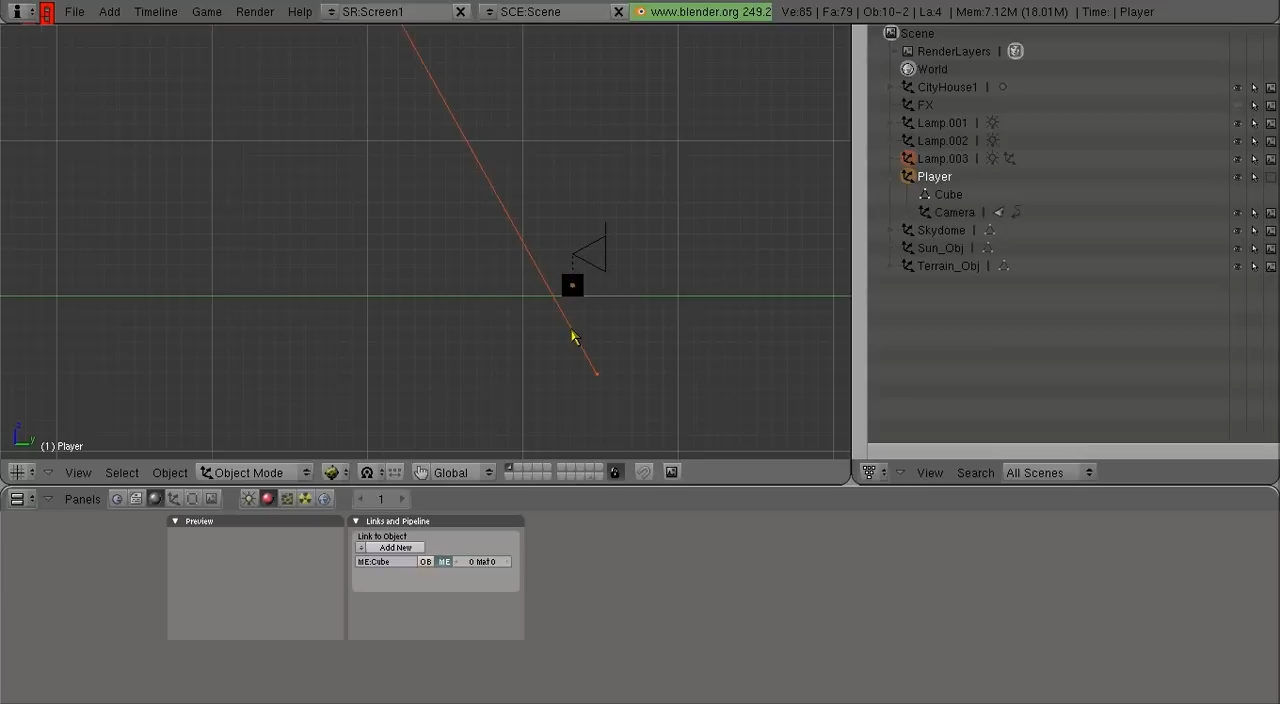 File Add Timeline Game Render Help SR:Screen1 SCE:Scene www.blender.org 249.2 Ve:65 | Fa:79 | Ob:10-2 | La:4 | Mem:7.12M (18.01M) | Time: | Player
Scene
RenderLayers
World
CityHouse1
FX
Lamp.001
Lamp.002
Lamp.003
Player
Cube
Camera
Skydome
Sun_Obj
Terrain_Obj
z
y
(1) Player
View Select Object Object Mode Global
View Search All Scenes
Panels 1
Preview
Links and Pipeline
Link to Object
Add New
ME:Cube OB ME 0 Mat 0